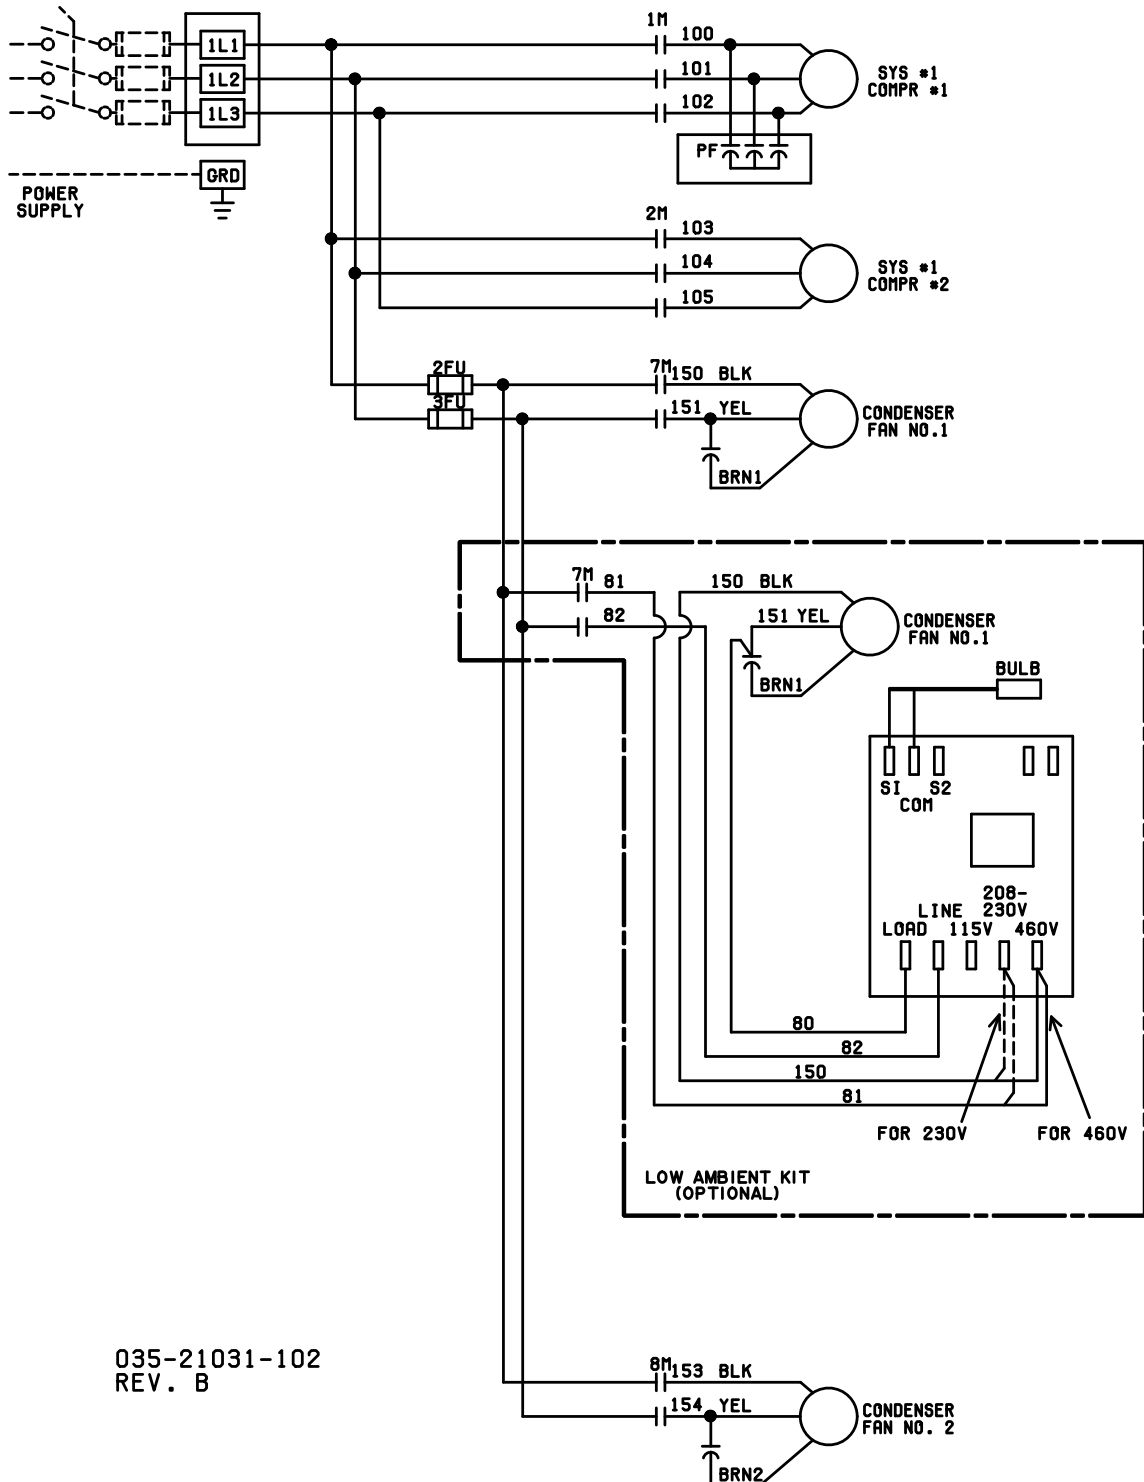 1M
100
1L1
101
1L2
SYS #1
COMPR #1
102
1L3
PF
GRD
POWER
SUPPLY
2M
103
104
SYS #1
COMPR #2
105
2FU
7M
150 BLK
3FU
151 YEL
CONDENSER
FAN NO.1
BRN1
7M
81
150 BLK
82
151 YEL
CONDENSER
FAN NO.1
BRN1
BULB
S1
S2
COM
208-
LINE 230V
LOAD 115V 460V
80
82
150
81
FOR 230V
FOR 460V
LOW AMBIENT KIT
(OPTIONAL)
035-21031-102
REV. B
8M
153 BLK
154 YEL
CONDENSER
FAN NO. 2
BRN2